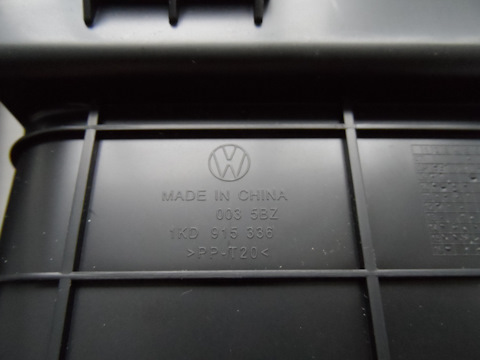 MADE IN CHINA
003 5BZ
1KD 915 336
>PP-T20<